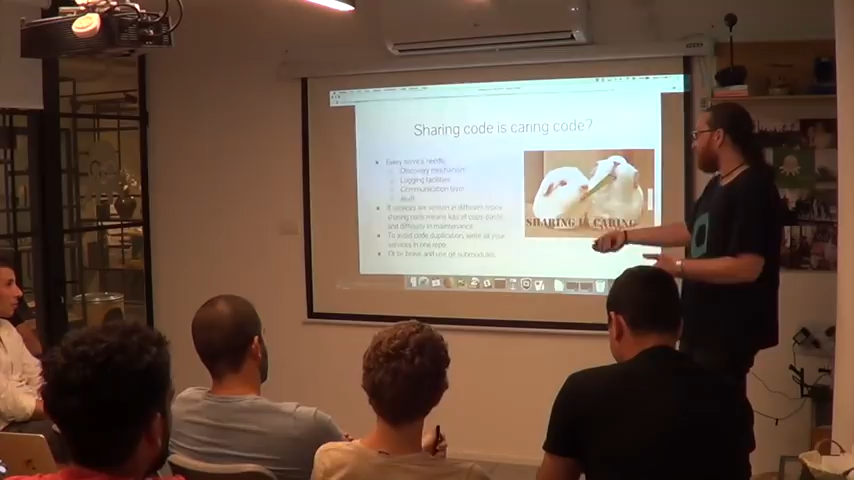 Sharing code is caring code?
Every service needs:
Discovery mechanism
Logging facilities
Communication layer
Stuff
If services are written in different repos
sharing code means lots of copy-paste
and difficulty in maintenance
To avoid code duplication, write all your
services in one repo
Or be brave and use git submodules
SHARING IS CARING